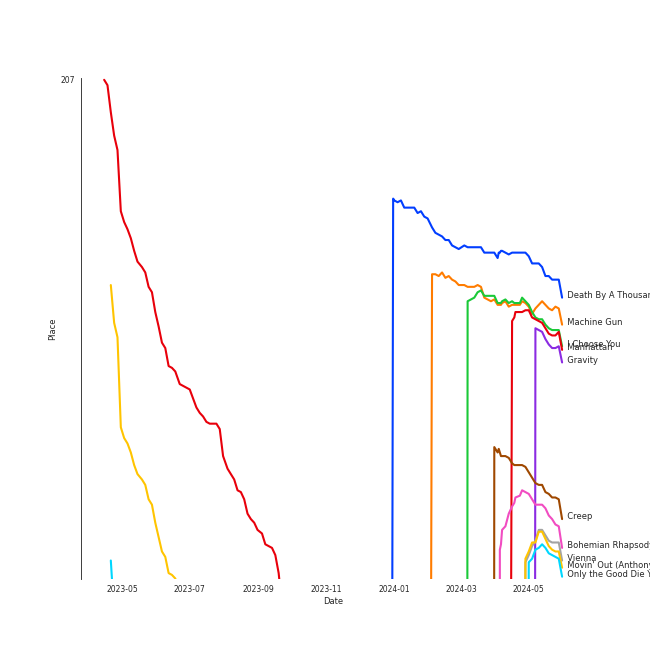 207
Place
Death By A Thousan
Machine Gun
I Choose You
Manhattan
Gravity
Creep
Bohemian Rhapsody
Vienna
Movin' Out (Anthony
Only the Good Die Y
2023-05
2023-07
2023-09
2023-11
2024-01
2024-03
2024-05
Date